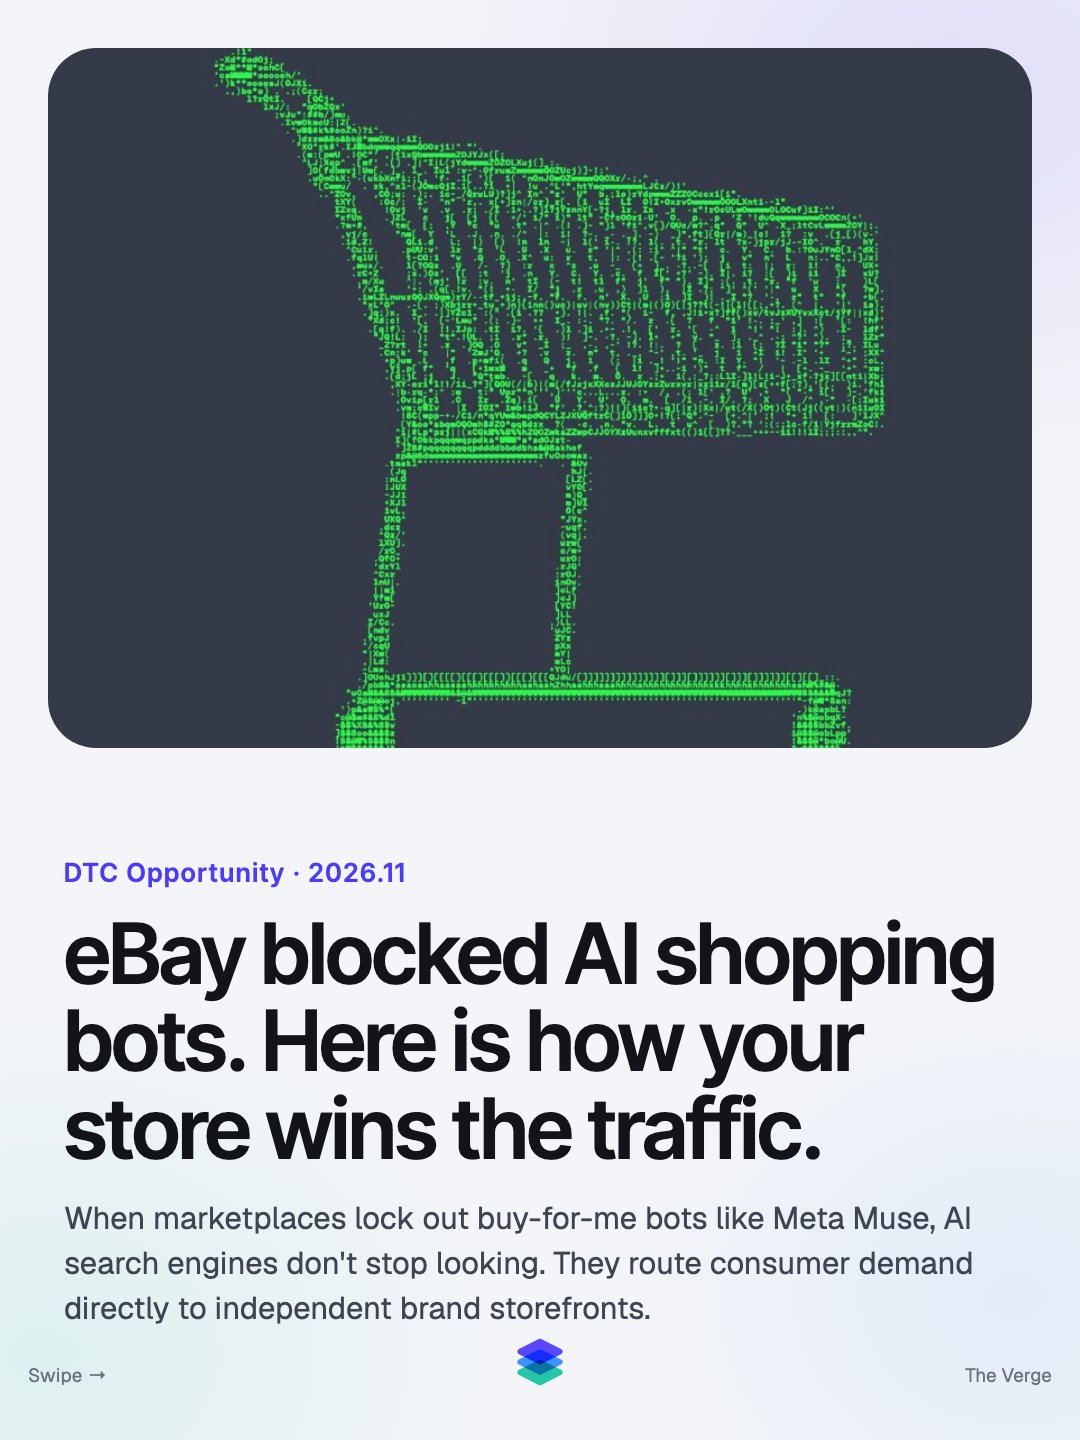 DTC Opportunity · 2026.11
eBay blocked AI shopping
bots. Here is how your
store wins the traffic.
When marketplaces lock out buy-for-me bots like Meta Muse, AI
search engines don't stop looking. They route consumer demand
directly to independent brand storefronts.
Swipe →
The Verge